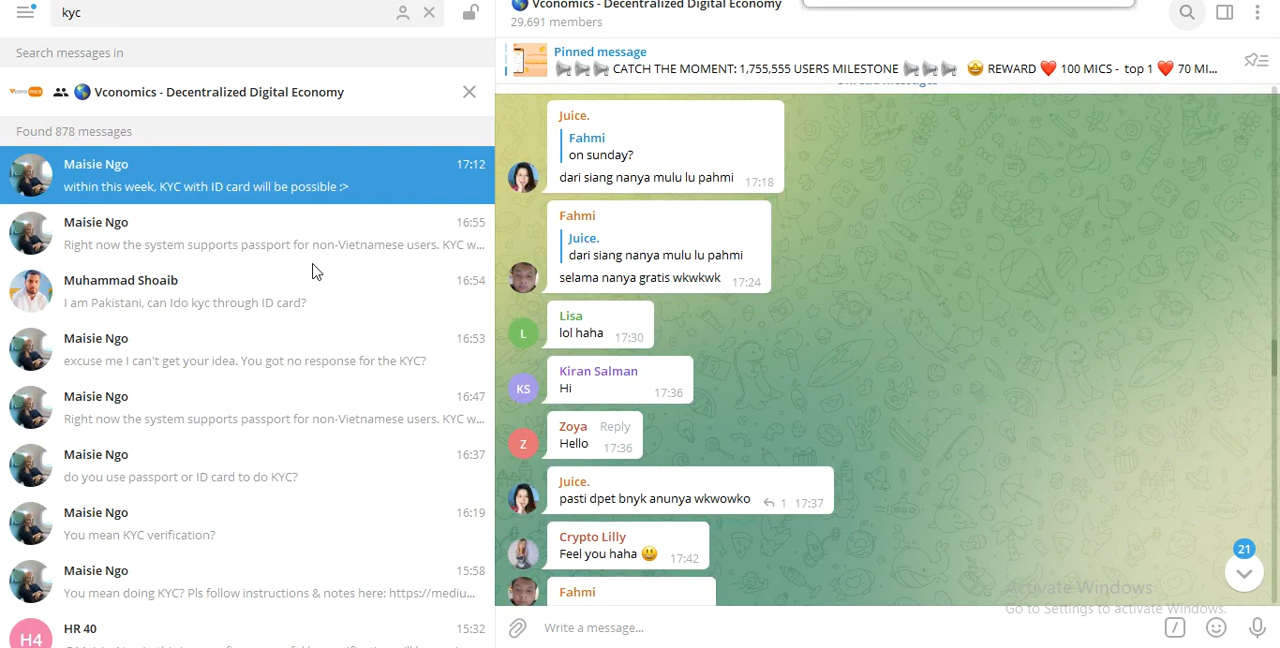 kyc
Search messages in
Vconomics - Decentralized Digital Economy
Found 878 messages
Maisie Ngo 17:12
within this week, KYC with ID card will be possible :>
Maisie Ngo 16:55
Right now the system supports passport for non-Vietnamese users. KYC w...
Muhammad Shoaib 16:54
I am Pakistani, can Ido kyc through ID card?
Maisie Ngo 16:53
excuse me I can't get your idea. You got no response for the KYC?
Maisie Ngo 16:47
Right now the system supports passport for non-Vietnamese users. KYC w...
Maisie Ngo 16:37
do you use passport or ID card to do KYC?
Maisie Ngo 16:19
You mean KYC verification?
Maisie Ngo 15:58
You mean doing KYC? Pls follow instructions & notes here: https://mediu...
H4
HR 40 15:32
Vconomics - Decentralized Digital Economy
29,691 members
Pinned message
CATCH THE MOMENT: 1,755,555 USERS MILESTONE 📢📢📢 🤩 REWARD ❤️ 100 MICS - top 1 ❤️ 70 MI...
Juice.
Fahmi
on sunday?
dari siang nanya mulu lu pahmi 17:18
Fahmi
Juice.
dari siang nanya mulu lu pahmi
selama nanya gratis wkwkwk 17:24
L
Lisa
lol haha 17:30
KS
Kiran Salman
Hi 17:36
Z
Zoya Reply
Hello 17:36
Juice.
pasti dpet bnyk anunya wkwowko 1 17:37
Crypto Lilly
Feel you haha 😃 17:42
Fahmi
21
Activate Windows
Go to Settings to activate Windows.
Write a message...